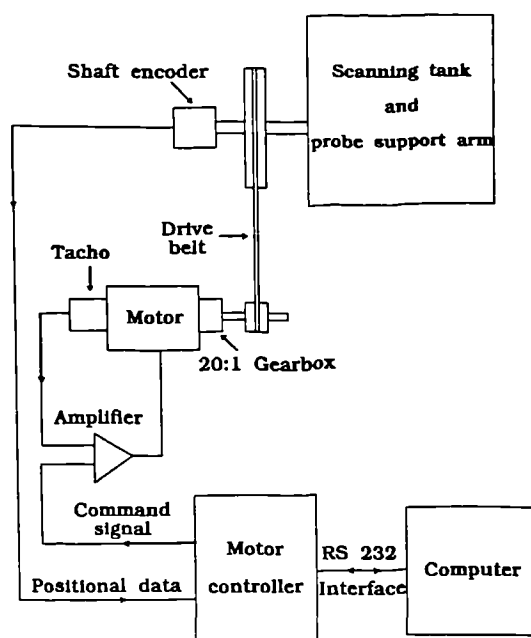 Shaft encoder
Scanning tank
and
probe support arm
Drive
belt
Tacho
Motor
20:1 Gearbox
Amplifier
Command
signal
Motor
controller
RS 232
Interface
Computer
Positional data